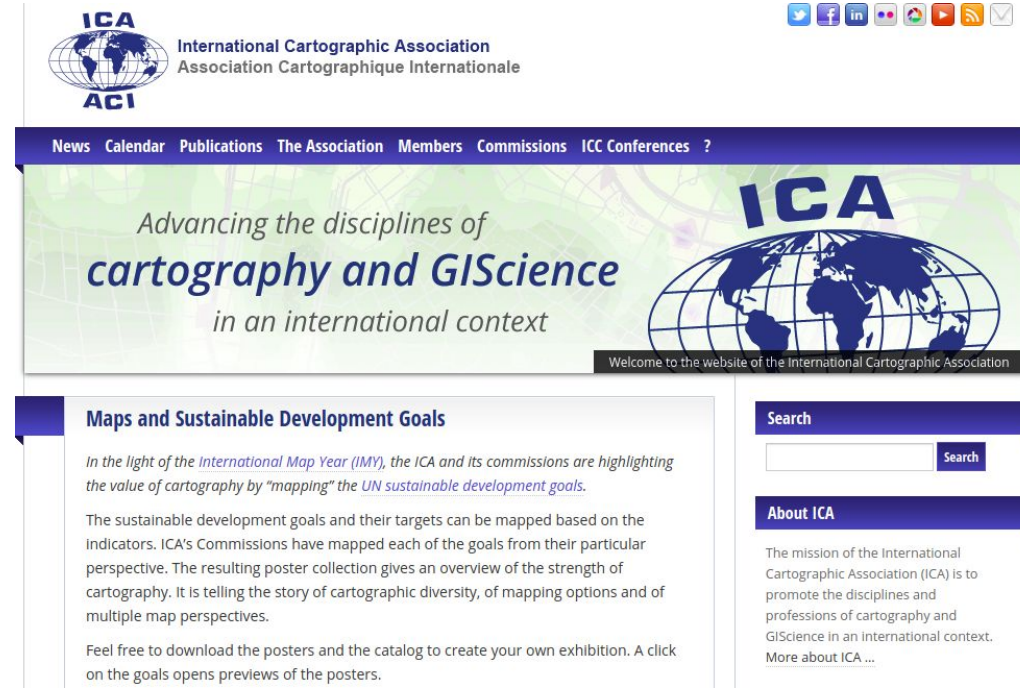 ICA
ACI
International Cartographic Association
Association Cartographique Internationale
News Calendar Publications The Association Members Commissions ICC Conferences ?
Advancing the disciplines of
cartography and GIScience
in an international context
ICA
Welcome to the website of the International Cartographic Association
Maps and Sustainable Development Goals
In the light of the International Map Year (IMY), the ICA and its commissions are highlighting
the value of cartography by “mapping” the UN sustainable development goals.
The sustainable development goals and their targets can be mapped based on the
indicators. ICA's Commissions have mapped each of the goals from their particular
perspective. The resulting poster collection gives an overview of the strength of
cartography. It is telling the story of cartographic diversity, of mapping options and of
multiple map perspectives.
Feel free to download the posters and the catalog to create your own exhibition. A click
on the goals opens previews of the posters.
Search
Search
About ICA
The mission of the International
Cartographic Association (ICA) is to
promote the disciplines and
professions of cartography and
GIScience in an international context.
More about ICA ...